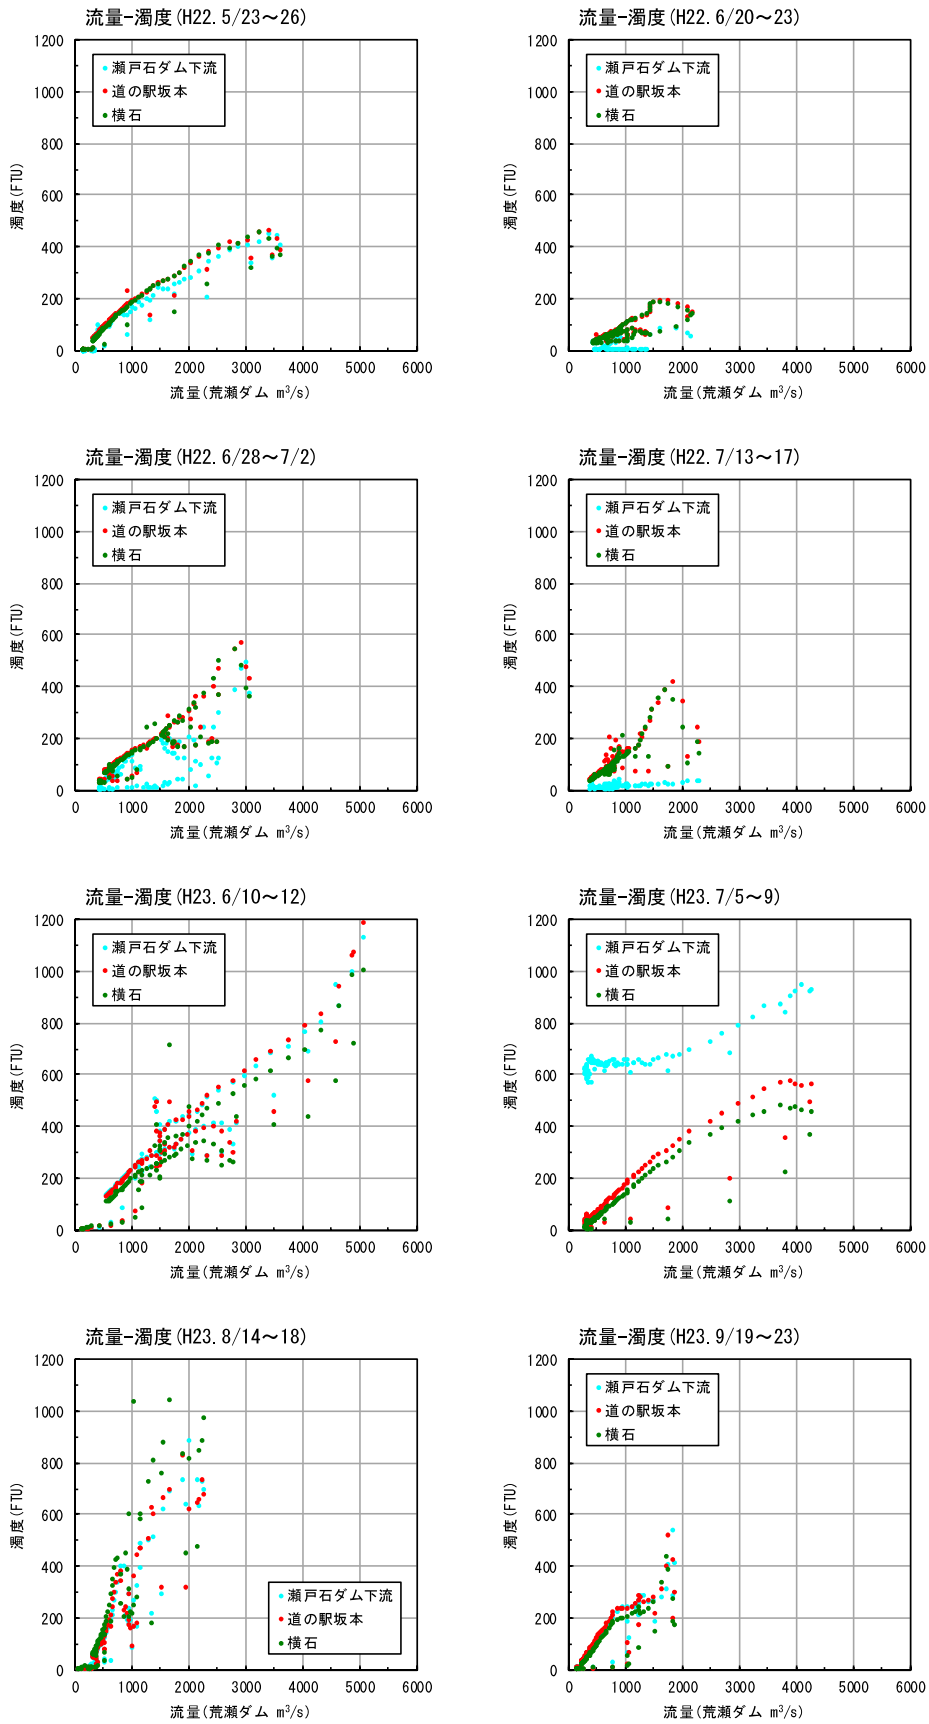 流量-濁度(H22.5/23～26)
1200
1000
800
600
400
200
0
濁度(FTU)
瀬戸石ダム下流
道の駅坂本
横石
0 1000 2000 3000 4000 5000 6000
流量(荒瀬ダム m³/s)
流量-濁度(H22.6/20～23)
1200
1000
800
600
400
200
0
濁度(FTU)
瀬戸石ダム下流
道の駅坂本
横石
0 1000 2000 3000 4000 5000 6000
流量(荒瀬ダム m³/s)
流量-濁度(H22.6/28～7/2)
1200
1000
800
600
400
200
0
濁度(FTU)
瀬戸石ダム下流
道の駅坂本
横石
0 1000 2000 3000 4000 5000 6000
流量(荒瀬ダム m³/s)
流量-濁度(H22.7/13～17)
1200
1000
800
600
400
200
0
濁度(FTU)
瀬戸石ダム下流
道の駅坂本
横石
0 1000 2000 3000 4000 5000 6000
流量(荒瀬ダム m³/s)
流量-濁度(H23.6/10～12)
1200
1000
800
600
400
200
0
濁度(FTU)
瀬戸石ダム下流
道の駅坂本
横石
0 1000 2000 3000 4000 5000 6000
流量(荒瀬ダム m³/s)
流量-濁度(H23.7/5～9)
1200
1000
800
600
400
200
0
濁度(FTU)
瀬戸石ダム下流
道の駅坂本
横石
0 1000 2000 3000 4000 5000 6000
流量(荒瀬ダム m³/s)
流量-濁度(H23.8/14～18)
1200
1000
800
600
400
200
0
濁度(FTU)
瀬戸石ダム下流
道の駅坂本
横石
0 1000 2000 3000 4000 5000 6000
流量(荒瀬ダム m³/s)
流量-濁度(H23.9/19～23)
1200
1000
800
600
400
200
0
濁度(FTU)
瀬戸石ダム下流
道の駅坂本
横石
0 1000 2000 3000 4000 5000 6000
流量(荒瀬ダム m³/s)